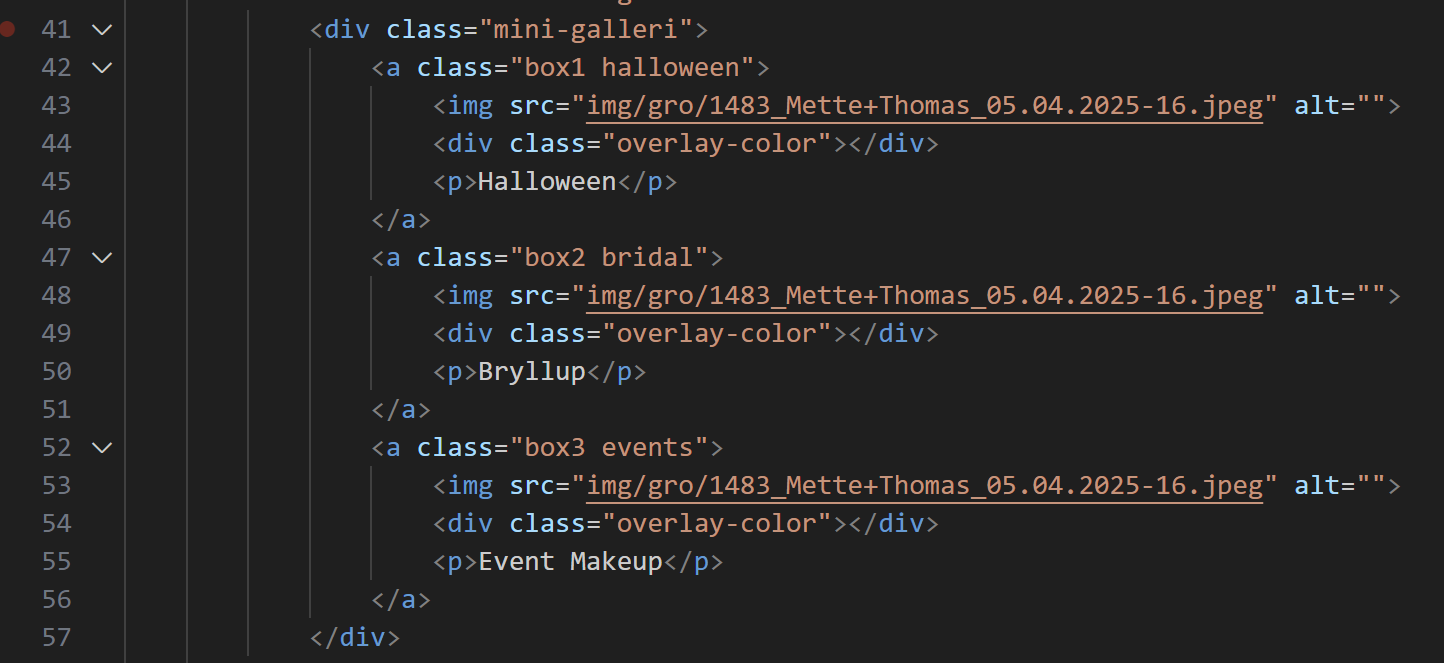 41 <div class="mini-galleri">
42 <a class="box1 halloween">
43 <img src="img/gro/1483_Mette+Thomas_05.04.2025-16.jpeg" alt="">
44 <div class="overlay-color"></div>
45 <p>Halloween</p>
46 </a>
47 <a class="box2 bridal">
48 <img src="img/gro/1483_Mette+Thomas_05.04.2025-16.jpeg" alt="">
49 <div class="overlay-color"></div>
50 <p>Bryllup</p>
51 </a>
52 <a class="box3 events">
53 <img src="img/gro/1483_Mette+Thomas_05.04.2025-16.jpeg" alt="">
54 <div class="overlay-color"></div>
55 <p>Event Makeup</p>
56 </a>
57 </div>